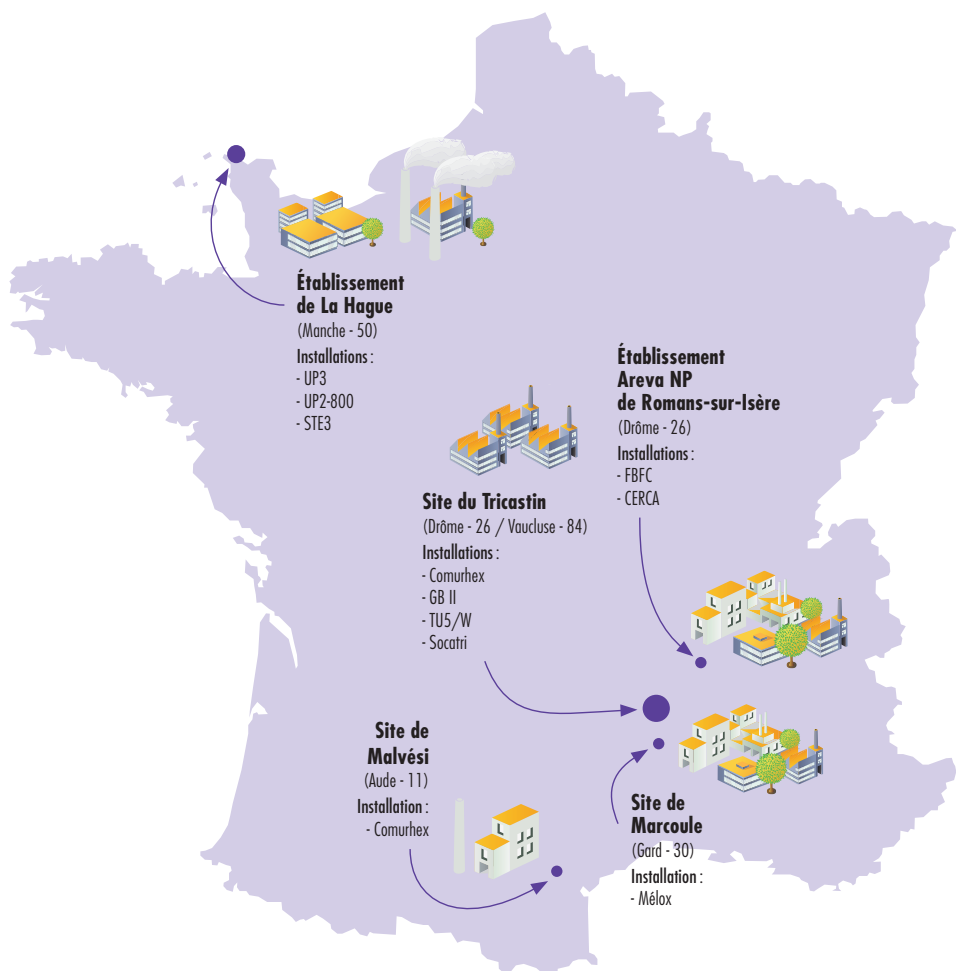 Établissement
de La Hague
(Manche - 50)
Installations :
- UP3
- UP2-800
- STE3
Établissement
Areva NP
de Romans-sur-Isère
(Drôme - 26)
Installations :
- FBFC
- CERCA
Site du Tricastin
(Drôme - 26 / Vaucluse - 84)
Installations :
- Comurhex
- GB II
- TU5/W
- Socatri
Site de
Malvési
(Aude - 11)
Installation :
- Comurhex
Site de
Marcoule
(Gard - 30)
Installation :
- Mélox